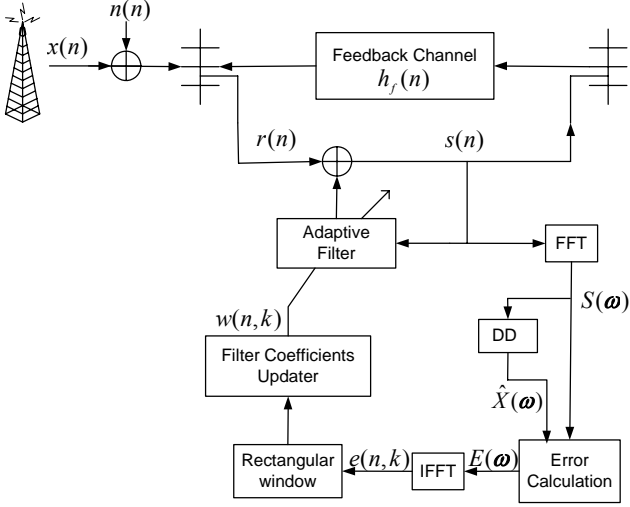 n(n)
x(n)
Feedback Channel
h_f(n)
r(n)
s(n)
Adaptive
Filter
FFT
S(ω)
w(n,k)
DD
Filter Coefficients
Updater
X̂(ω)
Rectangular
window
e(n,k)
IFFT
E(ω)
Error
Calculation